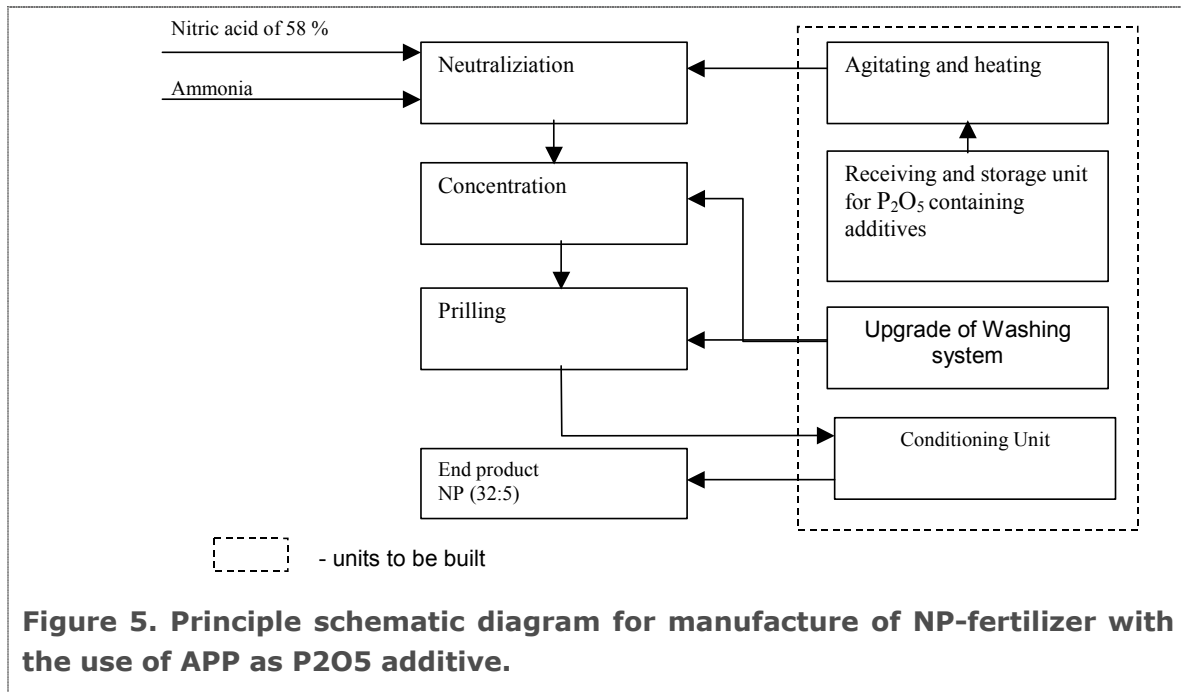 Nitric acid of 58 %
Ammonia
Neutraliziation
Agitating and heating
Concentration
Receiving and storage unit
for P₂O₅ containing
additives
Prilling
Upgrade of Washing
system
Conditioning Unit
End product
NP (32:5)
- units to be built
Figure 5. Principle schematic diagram for manufacture of NP-fertilizer with
the use of APP as P2O5 additive.